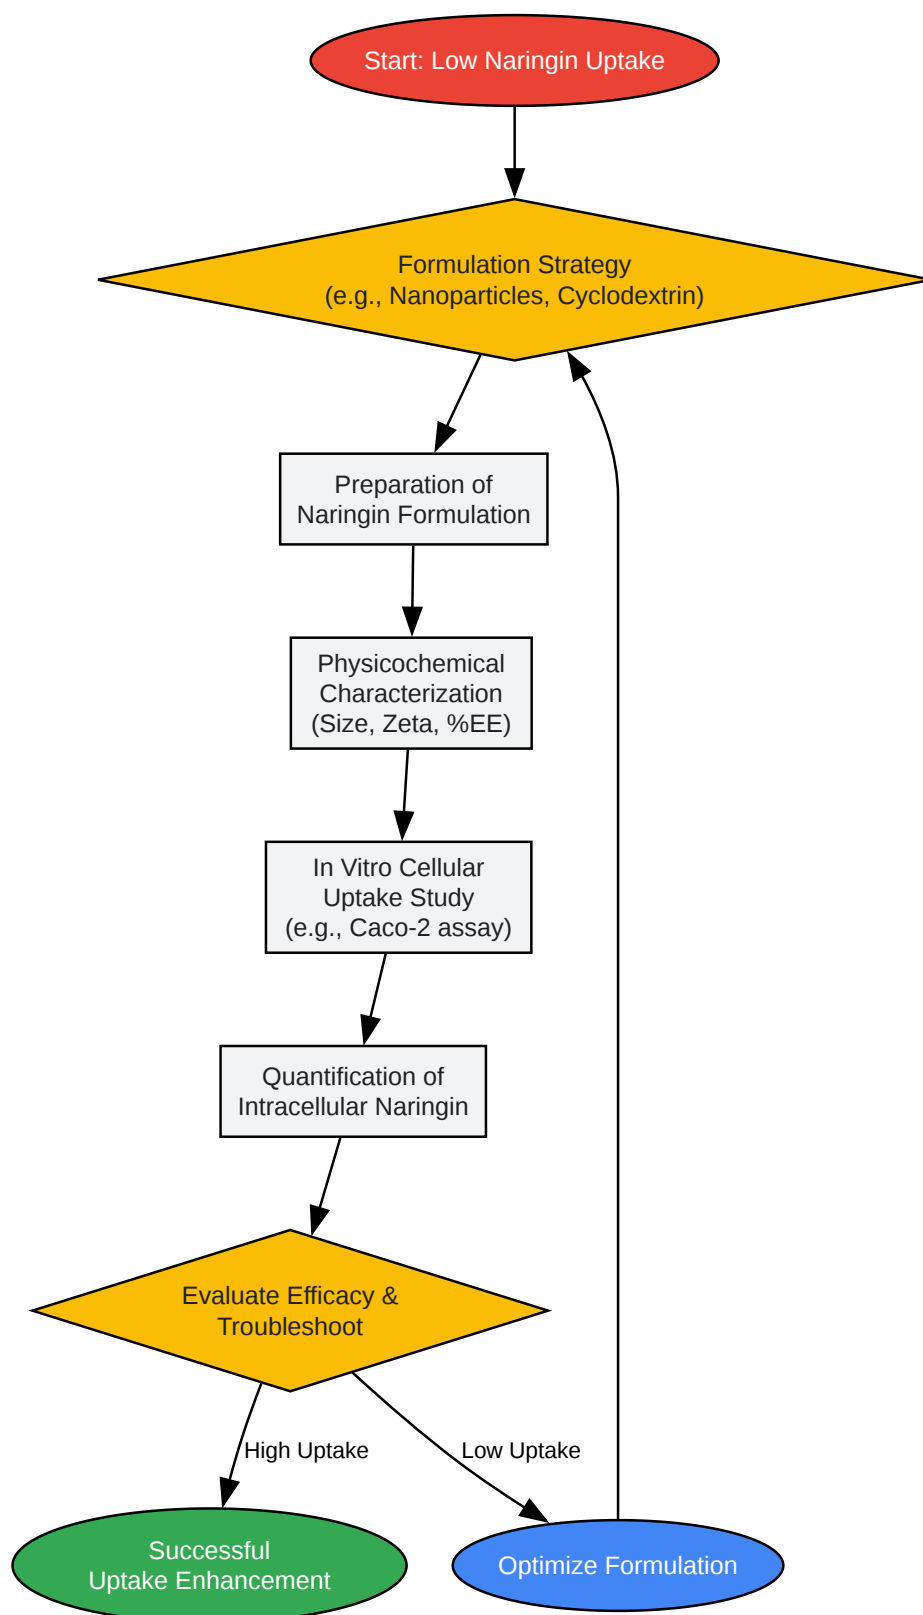 Start: Low Naringin Uptake
Formulation Strategy
(e.g., Nanoparticles, Cyclodextrin)
Preparation of
Naringin Formulation
Physicochemical
Characterization
(Size, Zeta, %EE)
In Vitro Cellular
Uptake Study
(e.g., Caco-2 assay)
Quantification of
Intracellular Naringin
Evaluate Efficacy &
Troubleshoot
High Uptake
Low Uptake
Successful
Uptake Enhancement
Optimize Formulation